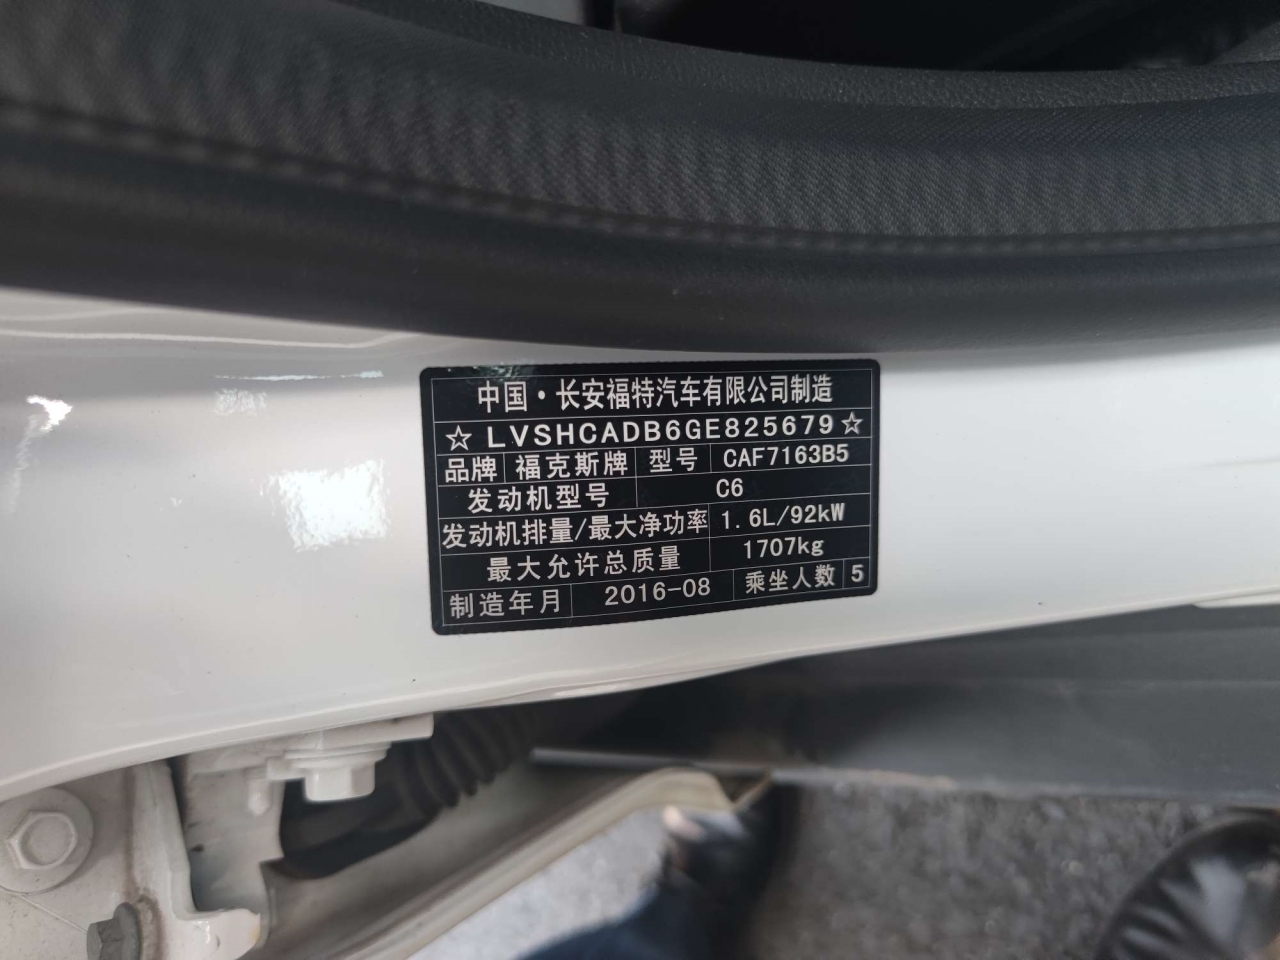 中国·长安福特汽车有限公司制造
☆LVSHCADB6GE825679☆
品牌 福克斯牌 型号 CAF7163B5
发动机型号 C6
发动机排量/最大净功率 1.6L/92kW
最大允许总质量 1707kg
制造年月 2016-08 乘坐人数 5